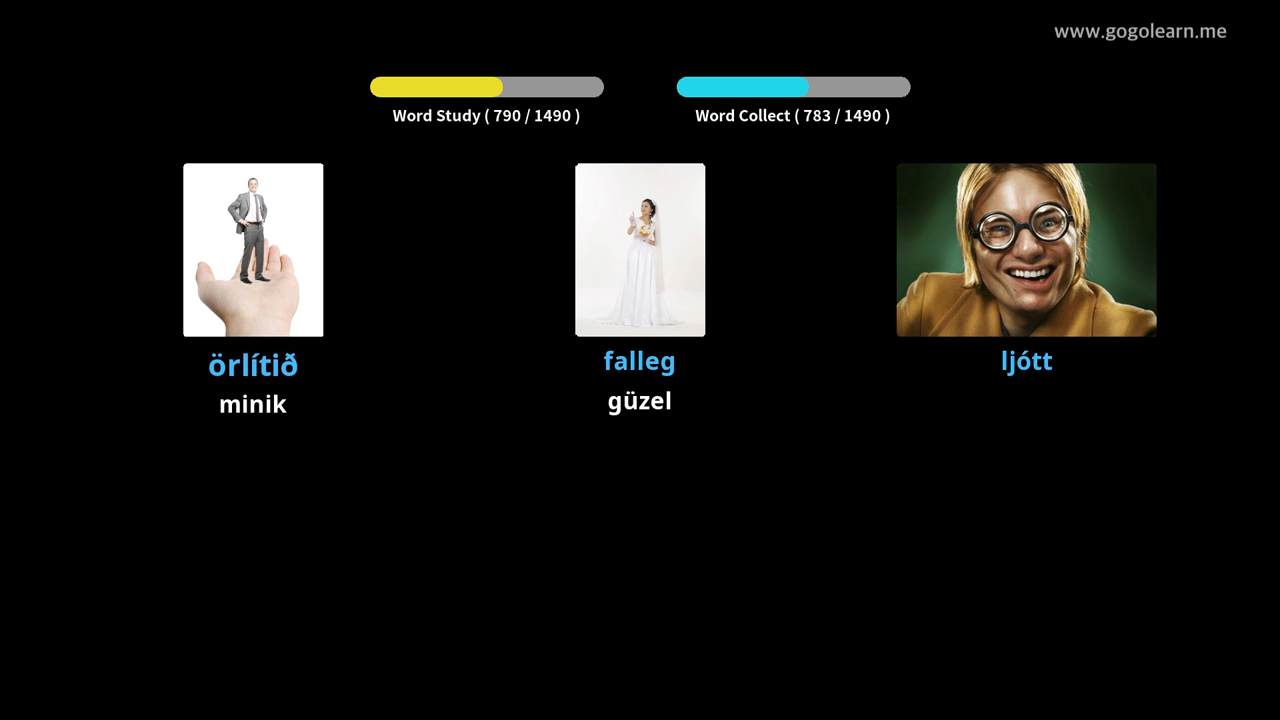 www.gogolearn.me
Word Study ( 790 / 1490 )
Word Collect ( 783 / 1490 )
örlítið
falleg
ljótt
minik
güzel